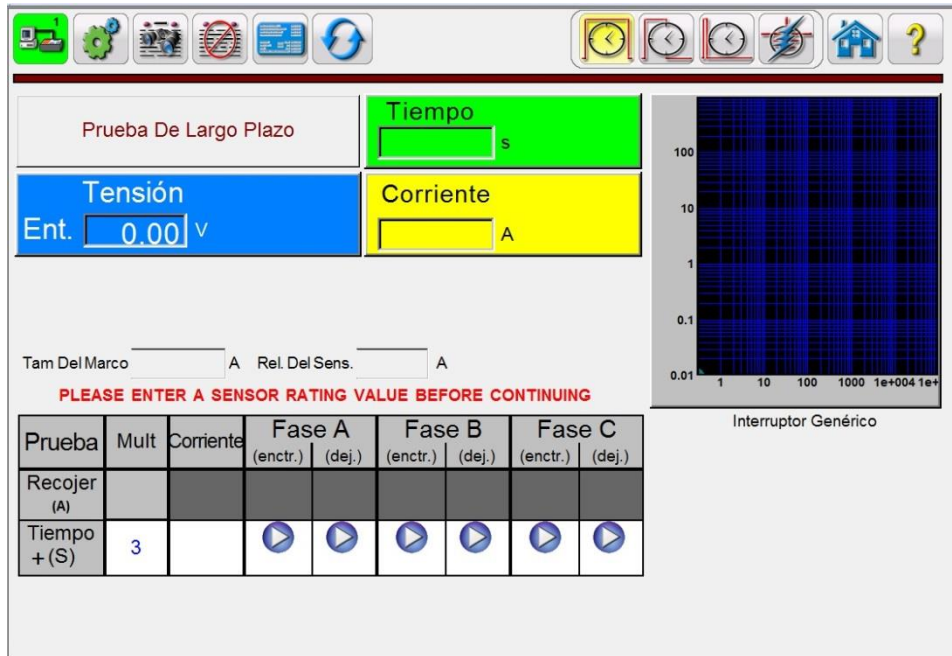 1
?
Prueba De Largo Plazo
Tiempo
s
Tensión
Ent. 0.00 V
Corriente
A
100
10
1
0.1
0.01
1 10 100 1000 1e+004 1e+
Interruptor Genérico
Tam Del Marco A Rel. Del Sens. A
PLEASE ENTER A SENSOR RATING VALUE BEFORE CONTINUING
Prueba Mult Corriente Fase A Fase B Fase C
(enctr.) (dej.) (enctr.) (dej.) (enctr.) (dej.)
Recojer
(A)
Tiempo
+(S) 3